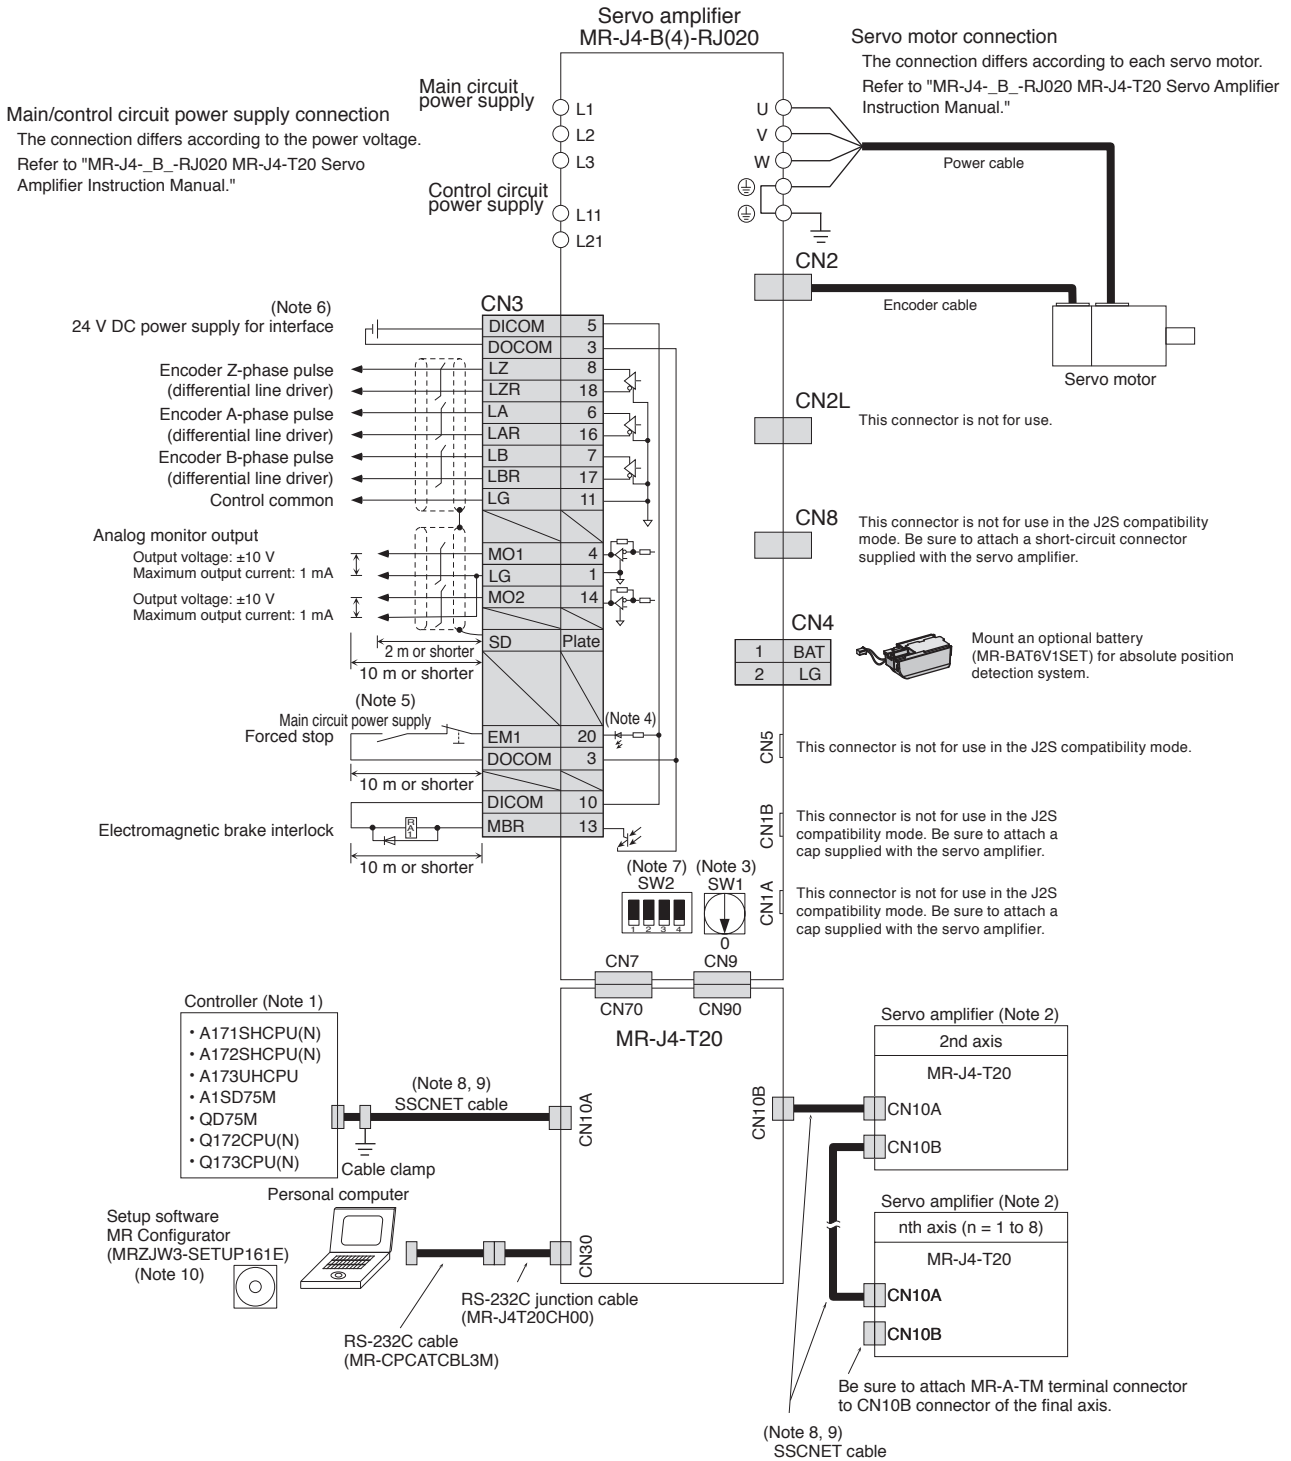 Servo amplifier
MR-J4-B(4)-RJ020
Servo motor connection
The connection differs according to each servo motor.
Refer to "MR-J4-_B_-RJ020 MR-J4-T20 Servo Amplifier
Instruction Manual."
Main/control circuit power supply connection
The connection differs according to the power voltage.
Refer to "MR-J4-_B_-RJ020 MR-J4-T20 Servo
Amplifier Instruction Manual."
Main circuit
power supply
L1
L2
L3
Control circuit
power supply
L11
L21
U
V
W
Power cable
CN2
Encoder cable
Servo motor
CN2L
This connector is not for use.
CN8
This connector is not for use in the J2S compatibility
mode. Be sure to attach a short-circuit connector
supplied with the servo amplifier.
CN4
1 BAT
2 LG
Mount an optional battery
(MR-BAT6V1SET) for absolute position
detection system.
CN5
This connector is not for use in the J2S compatibility mode.
CN1B
This connector is not for use in the J2S
compatibility mode. Be sure to attach a
cap supplied with the servo amplifier.
CN1A
This connector is not for use in the J2S
compatibility mode. Be sure to attach a
cap supplied with the servo amplifier.
CN3
(Note 6)
24 V DC power supply for interface
DICOM 5
DOCOM 3
Encoder Z-phase pulse
(differential line driver)
LZ 8
LZR 18
Encoder A-phase pulse
(differential line driver)
LA 6
LAR 16
Encoder B-phase pulse
(differential line driver)
LB 7
LBR 17
Control common
LG 11
Analog monitor output
Output voltage: ±10 V
Maximum output current: 1 mA
Output voltage: ±10 V
Maximum output current: 1 mA
MO1 4
LG 1
MO2 14
SD Plate
2 m or shorter
10 m or shorter
(Note 5)
Main circuit power supply
Forced stop
(Note 4)
EM1 20
DOCOM 3
10 m or shorter
DICOM 10
MBR 13
Electromagnetic brake interlock
RA1
10 m or shorter
(Note 7)
SW2
1 2 3 4
(Note 3)
SW1
0
CN7
CN9
CN70
CN90
MR-J4-T20
Controller (Note 1)
• A171SHCPU(N)
• A172SHCPU(N)
• A173UHCPU
• A1SD75M
• QD75M
• Q172CPU(N)
• Q173CPU(N)
(Note 8, 9)
SSCNET cable
Cable clamp
CN10A
CN10B
CN30
Personal computer
Setup software
MR Configurator
(MRZJW3-SETUP161E)
(Note 10)
RS-232C junction cable
(MR-J4T20CH00)
RS-232C cable
(MR-CPCATCBL3M)
Servo amplifier (Note 2)
2nd axis
MR-J4-T20
CN10A
CN10B
Servo amplifier (Note 2)
nth axis (n = 1 to 8)
MR-J4-T20
CN10A
CN10B
Be sure to attach MR-A-TM terminal connector
to CN10B connector of the final axis.
(Note 8, 9)
SSCNET cable